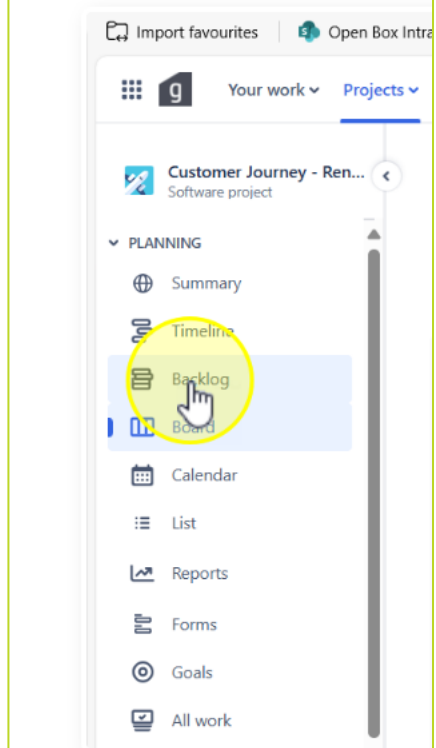 Import favourites
Open Box Intra
g
Your work
Projects
Customer Journey - Ren...
Software project
PLANNING
Summary
Timeline
Backlog
Board
Calendar
List
Reports
Forms
Goals
All work